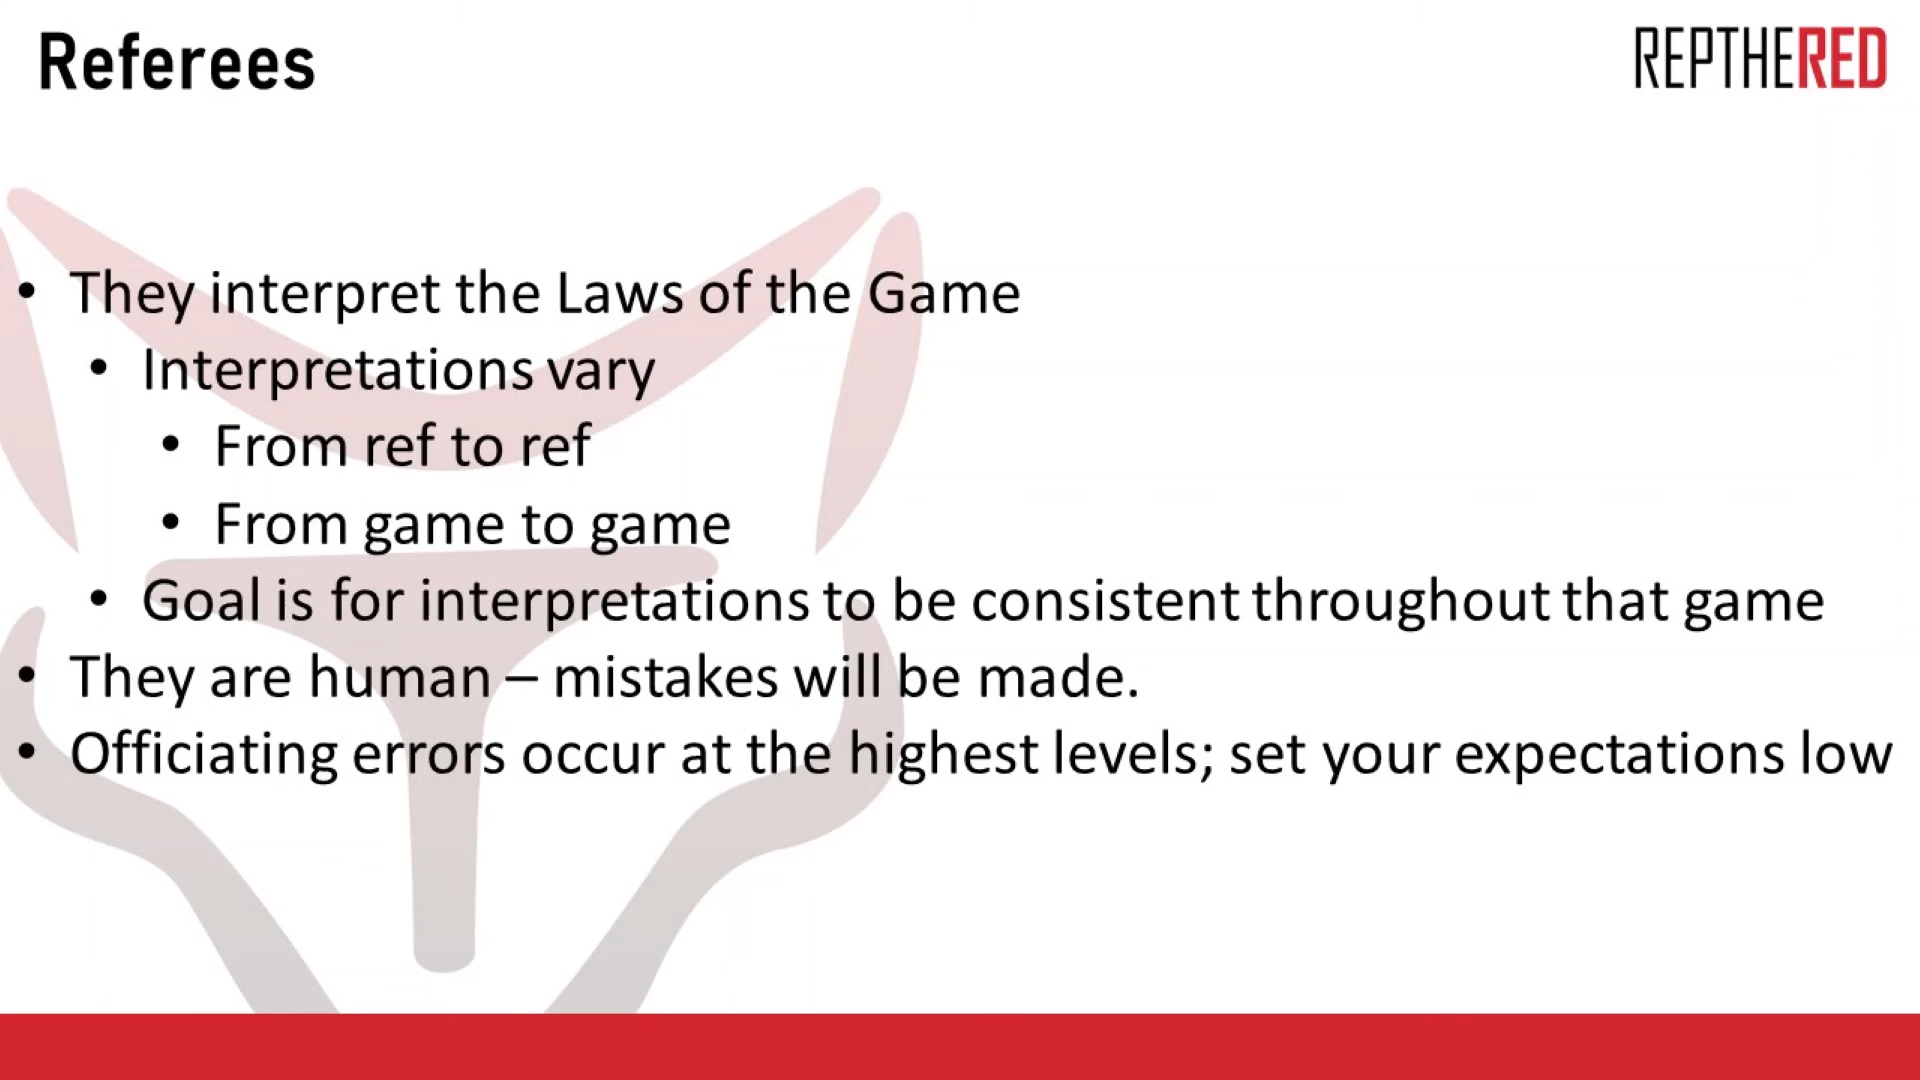 Referees
REPTHERED
• They interpret the Laws of the Game
• Interpretations vary
• From ref to ref
• From game to game
• Goal is for interpretations to be consistent throughout that game
• They are human – mistakes will be made.
• Officiating errors occur at the highest levels; set your expectations low